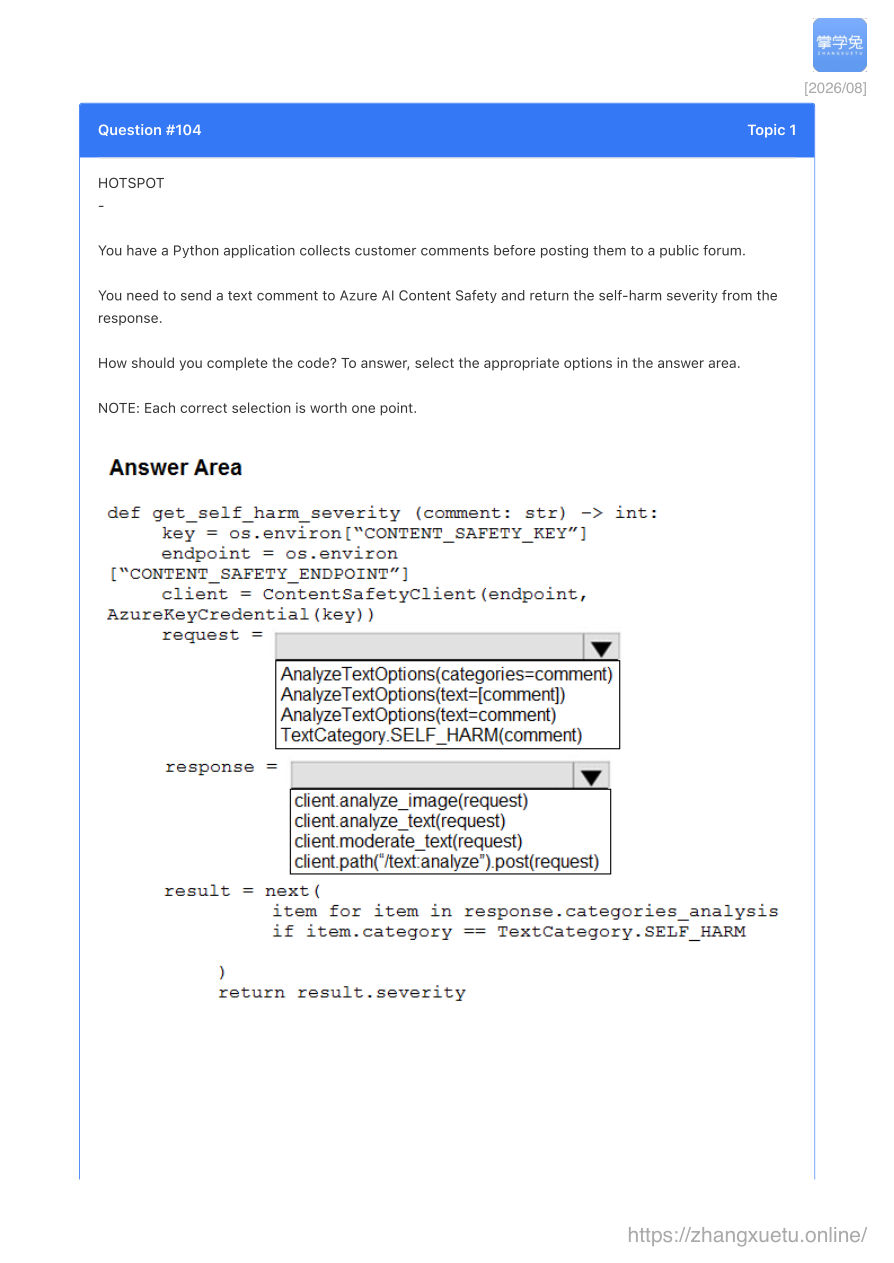 掌学兔
ZHANGXUETU
[2026/08]
Question #104 Topic 1
HOTSPOT
-
You have a Python application collects customer comments before posting them to a public forum.
You need to send a text comment to Azure AI Content Safety and return the self-harm severity from the
response.
How should you complete the code? To answer, select the appropriate options in the answer area.
NOTE: Each correct selection is worth one point.
Answer Area
def get_self_harm_severity (comment: str) -> int:
key = os.environ[“CONTENT_SAFETY_KEY”]
endpoint = os.environ
[“CONTENT_SAFETY_ENDPOINT”]
client = ContentSafetyClient(endpoint,
AzureKeyCredential(key))
request =
AnalyzeTextOptions(categories=comment)
AnalyzeTextOptions(text=[comment])
AnalyzeTextOptions(text=comment)
TextCategory.SELF_HARM(comment)
response =
client.analyze_image(request)
client.analyze_text(request)
client.moderate_text(request)
client.path(“/text:analyze”).post(request)
result = next(
item for item in response.categories_analysis
if item.category == TextCategory.SELF_HARM
)
return result.severity
https://zhangxuetu.online/